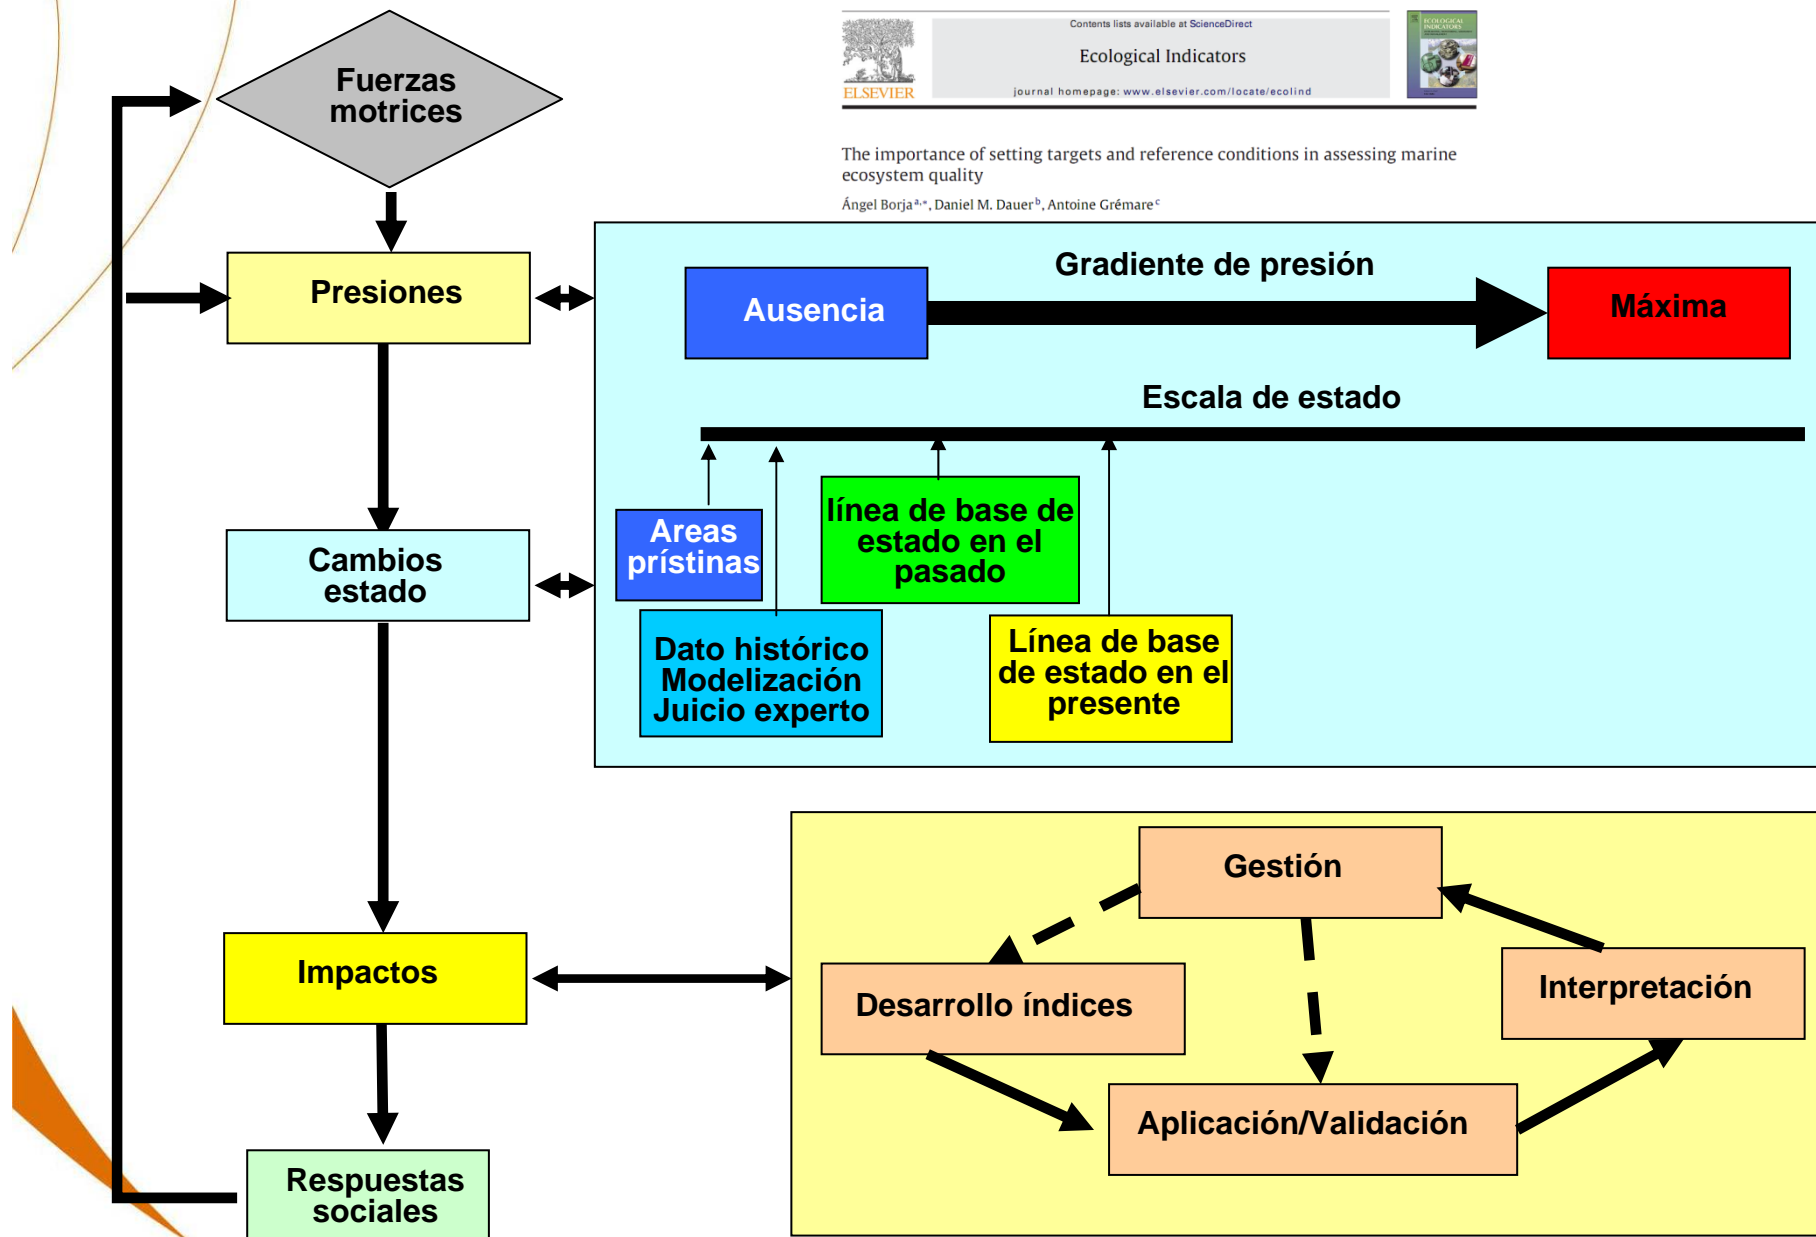 Contents lists available at ScienceDirect
Ecological Indicators
journal homepage: www.elsevier.com/locate/ecolind
ELSEVIER
ECOLOGICAL
INDICATORS
The importance of setting targets and reference conditions in assessing marine
ecosystem quality
Ángel Borja a,*, Daniel M. Dauer b, Antoine Grémare c
Fuerzas
motrices
Presiones
Gradiente de presión
Ausencia
Máxima
Escala de estado
Cambios
estado
Areas
prístinas
línea de base de
estado en el
pasado
Dato histórico
Modelización
Juicio experto
Línea de base
de estado en el
presente
Impactos
Gestión
Desarrollo índices
Interpretación
Aplicación/Validación
Respuestas
sociales